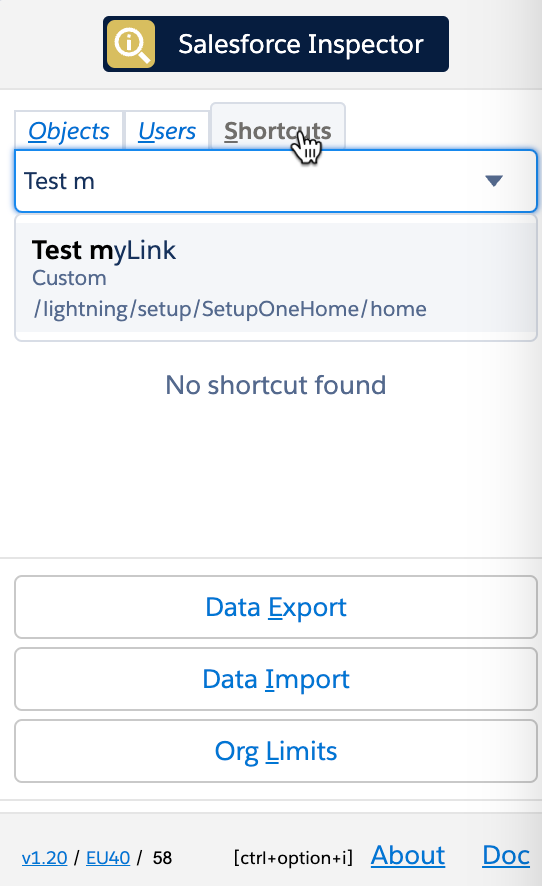 Salesforce Inspector
Objects Users Shortcuts
Test m
Test myLink
Custom
/lightning/setup/SetupOneHome/home
No shortcut found
Data Export
Data Import
Org Limits
v1.20 / EU40 / 58 [ctrl+option+i] About Doc